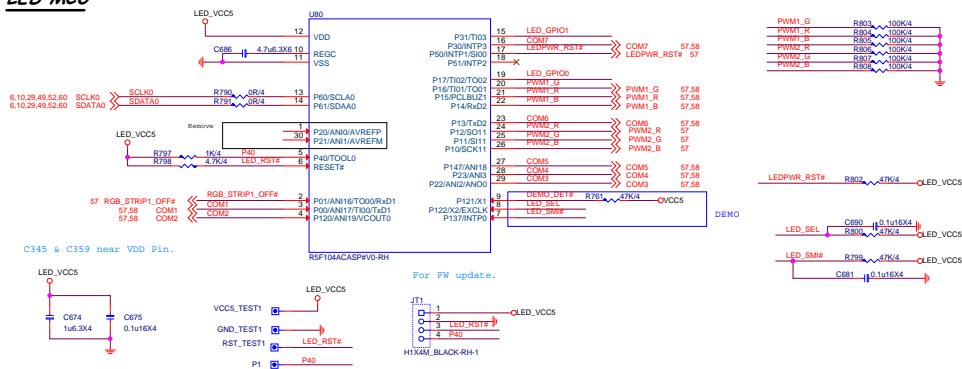 LED MCU
LED_VCC5
U80
12 VDD
C686 4.7u6.3X6 10 REGC
11 VSS
6,10,29,49,52,60 SCLK0 SCLK0 R790 0R/4 13 P60/SCLA0
6,10,29,49,52,60 SDATA0 SDATA0 R791 0R/4 14 P61/SDAA0
Remove
1 P20/ANI0/AVREFP
30 P21/ANI1/AVREFM
LED_VCC5
R797 1K/4 P40 5 P40/TOOL0
R798 4.7K/4 LED_RST# 6 RESET#
57 RGB_STRIP1_OFF# RGB_STRIP1_OFF# 2 P01/ANI16/TO00/RxD1
57,58 COM1 COM1 3 P00/ANI17/TI00/TxD1
57,58 COM2 COM2 4 P120/ANI19/VCOUT0
R5F104ACASP#V0-RH
P31/TI03 15 LED_GPIO1
P30/INTP3 16 COM7 COM7 57,58
P50/INTP1/SI00 17 LEDPWR_RST# LEDPWR_RST# 57
P51/INTP2 18
P17/TI02/TO02 19 LED_GPIO0
P16/TI01/TO01 20 PWM1_G PWM1_G 57,58
P15/PCLBUZ1 21 PWM1_R PWM1_R 57,58
P14/RxD2 22 PWM1_B PWM1_B 57,58
P13/TxD2 23 COM6 COM6 57,58
P12/SO11 24 PWM2_R PWM2_R 57
P11/SI11 25 PWM2_G PWM2_G 57
P10/SCK11 26 PWM2_B PWM2_B 57
P147/ANI18 27 COM5 COM5 57,58
P23/ANI3 28 COM4 COM4 57,58
P22/ANI2/ANO0 29 COM3 COM3 57,58
P121/X1 9 DEMO_DET# R761 47K/4 VCC5
P122/X2/EXCLK 8 LED_SEL
P137/INTP0 7 LED_SMI#
DEMO
PWM1_G R803 100K/4
PWM1_R R804 100K/4
PWM1_B R805 100K/4
PWM2_R R806 100K/4
PWM2_G R807 100K/4
PWM2_B R808 100K/4
LEDPWR_RST# R802 47K/4 LED_VCC5
C690 0.1u16X4
LED_SEL R800 47K/4 LED_VCC5
LED_SMI# R799 47K/4 LED_VCC5
C681 0.1u16X4
C345 & C359 near VDD Pin.
LED_VCC5
C674 1u6.3X4
C675 0.1u16X4
LED_VCC5
VCC5_TEST1
GND_TEST1
RST_TEST1 LED_RST#
P1 P40
For FW update.
JT1
1 LED_VCC5
2
3 LED_RST#
4 P40
H1X4M_BLACK-RH-1